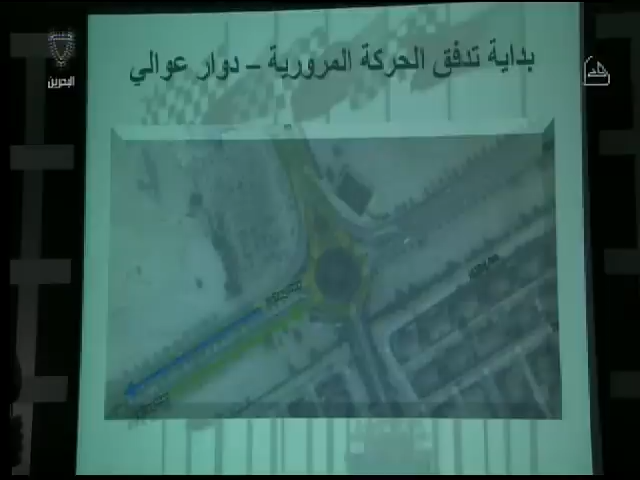 بداية تدفق الحركة المرورية – دوار عوالي
البحرين